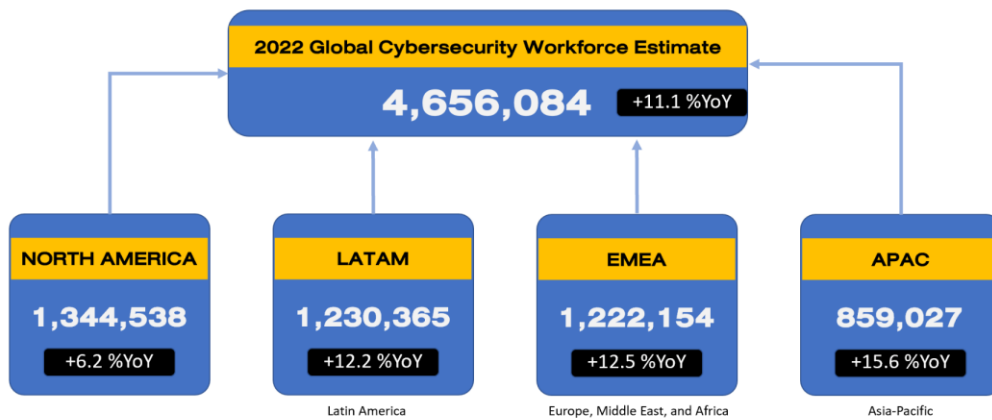 2022 Global Cybersecurity Workforce Estimate
4,656,084
+11.1 %YoY
NORTH AMERICA
1,344,538
+6.2 %YoY
LATAM
1,230,365
+12.2 %YoY
Latin America
EMEA
1,222,154
+12.5 %YoY
Europe, Middle East, and Africa
APAC
859,027
+15.6 %YoY
Asia-Pacific